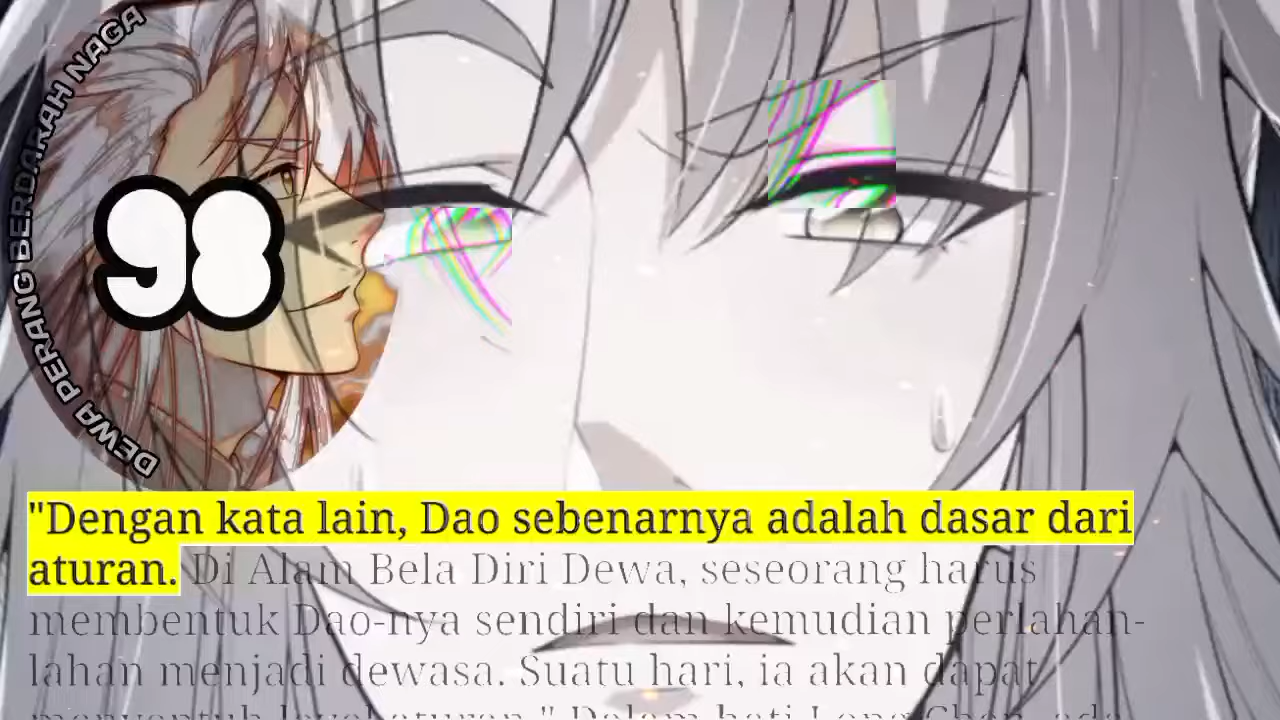 DEWA PERANG BERDARAH NAGA
98
"Dengan kata lain, Dao sebenarnya adalah dasar dari
aturan. Di Alam Bela Diri Dewa, seseorang harus
membentuk Dao-nya sendiri dan kemudian perlahan-
lahan menjadi dewasa. Suatu hari, ia akan dapat